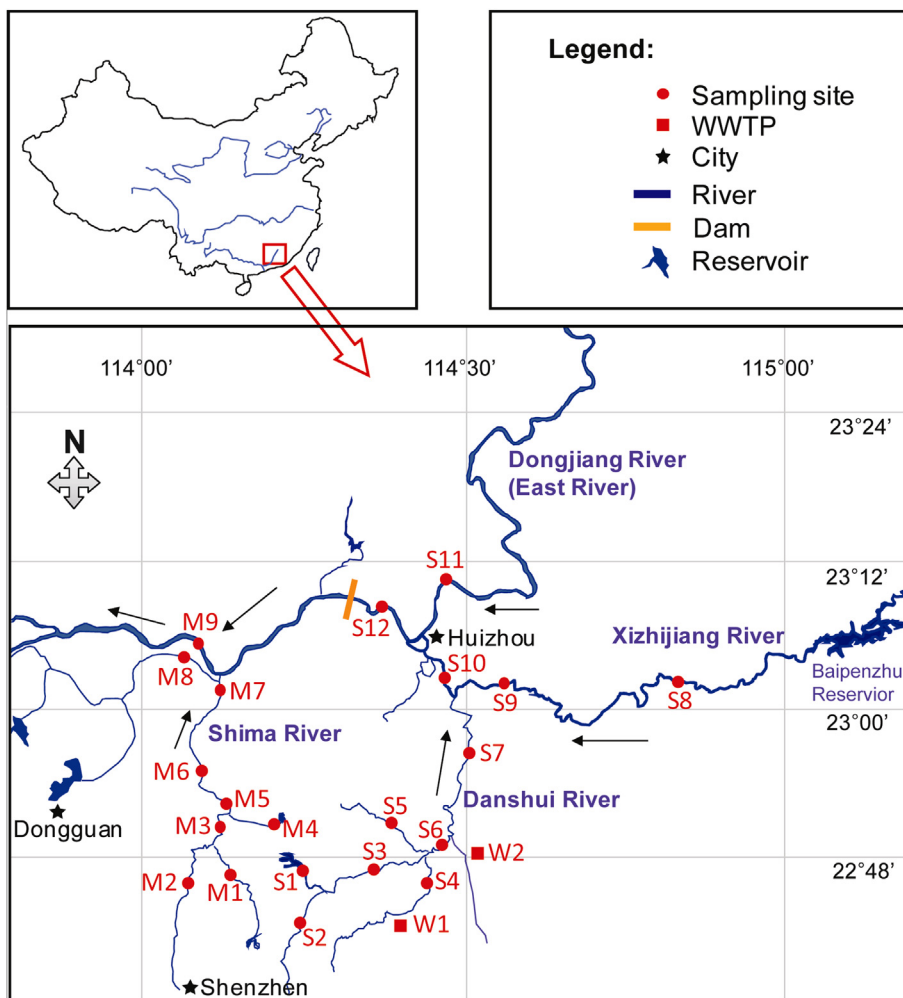 Legend:
Sampling site
WWTP
City
River
Dam
Reservoir
114°00’
114°30’
115°00’
23°24’
N
Dongjiang River
(East River)
S11
23°12’
S12
M9
Huizhou
Xizhijiang River
M8
S10
Baipenzhu
Reservior
M7
S9
S8
23°00’
Shima River
S7
M6
Danshui River
M5
S5
Dongguan
M3
M4
S6
W2
S3
22°48’
M2
M1
S1
S4
S2
W1
Shenzhen